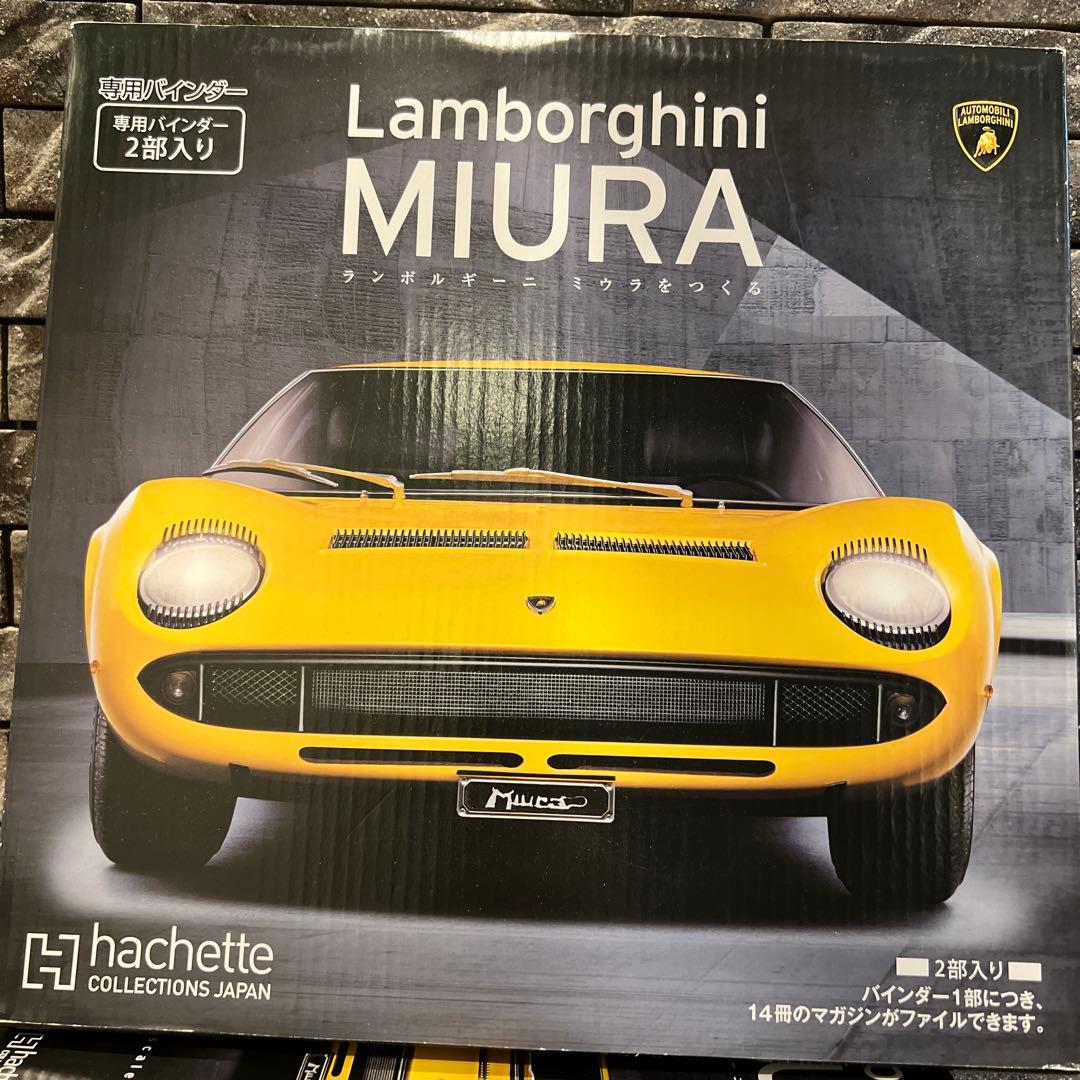 専用バインダー
専用バインダー
2部入り
Lamborghini
MIURA
ランボルギーニ ミウラをつくる
AUTOMOBILI
LAMBORGHINI
Miura
hachette
COLLECTIONS JAPAN
2部入り
バインダー1部につき、
14冊のマガジンがファイルできます。